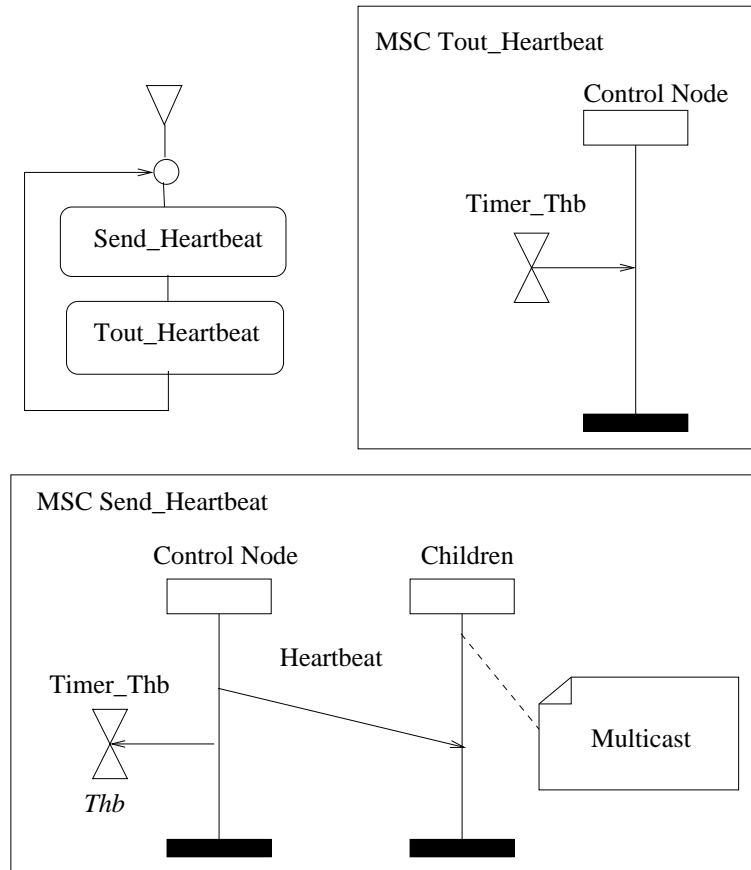 MSC Tout_Heartbeat
Control Node
Timer_Thb
Send_Heartbeat
Tout_Heartbeat
MSC Send_Heartbeat
Control Node
Children
Heartbeat
Timer_Thb
Multicast
Thb